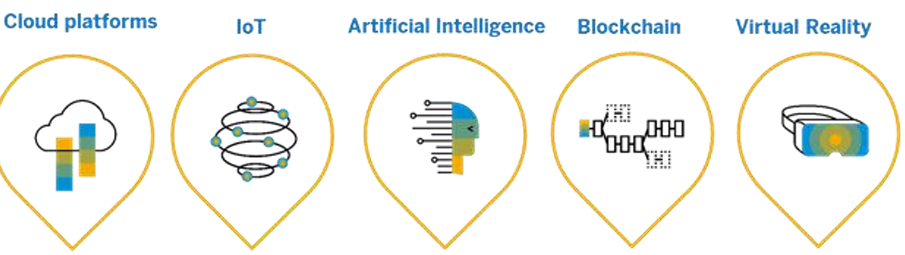 Cloud platforms
IoT
Artificial Intelligence
Blockchain
Virtual Reality